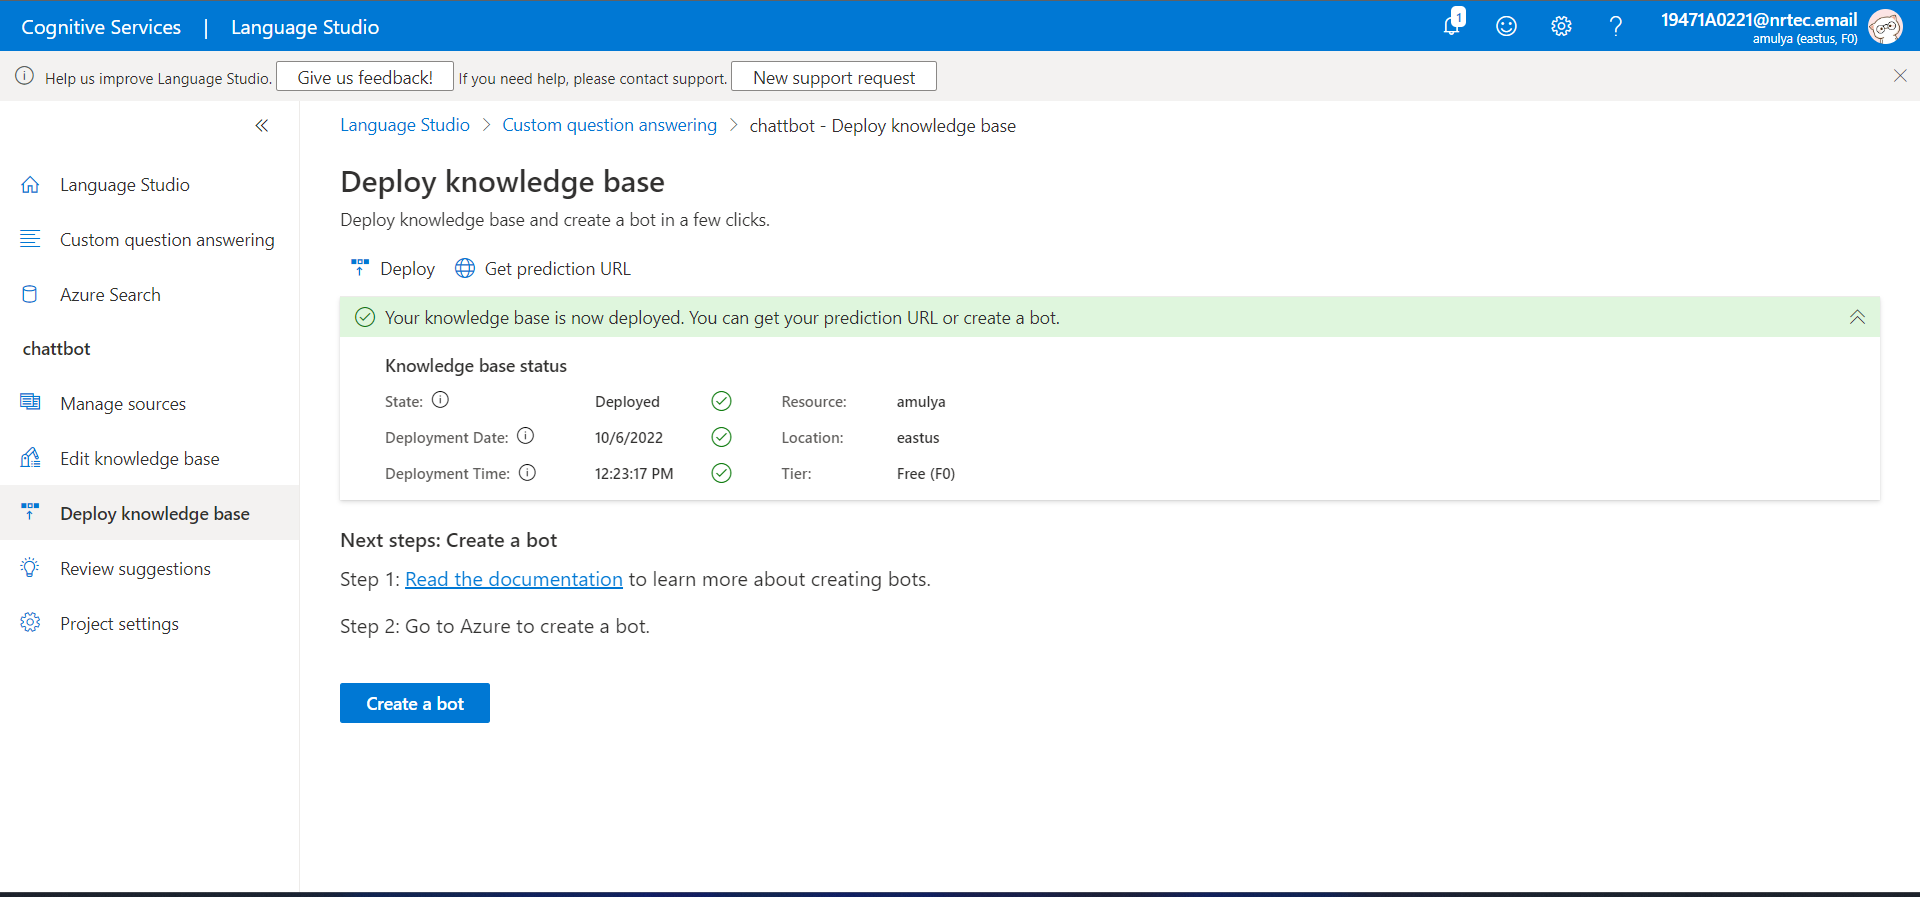 Cognitive Services | Language Studio
1
19471A0221@nrtec.email
amulya (eastus, F0)
Help us improve Language Studio. Give us feedback! If you need help, please contact support. New support request
Language Studio > Custom question answering > chattbot - Deploy knowledge base
Language Studio
Custom question answering
Azure Search
chattbot
Manage sources
Edit knowledge base
Deploy knowledge base
Review suggestions
Project settings
Deploy knowledge base
Deploy knowledge base and create a bot in a few clicks.
Deploy Get prediction URL
Your knowledge base is now deployed. You can get your prediction URL or create a bot.
Knowledge base status
State: Deployed Resource: amulya
Deployment Date: 10/6/2022 Location: eastus
Deployment Time: 12:23:17 PM Tier: Free (F0)
Next steps: Create a bot
Step 1: Read the documentation to learn more about creating bots.
Step 2: Go to Azure to create a bot.
Create a bot